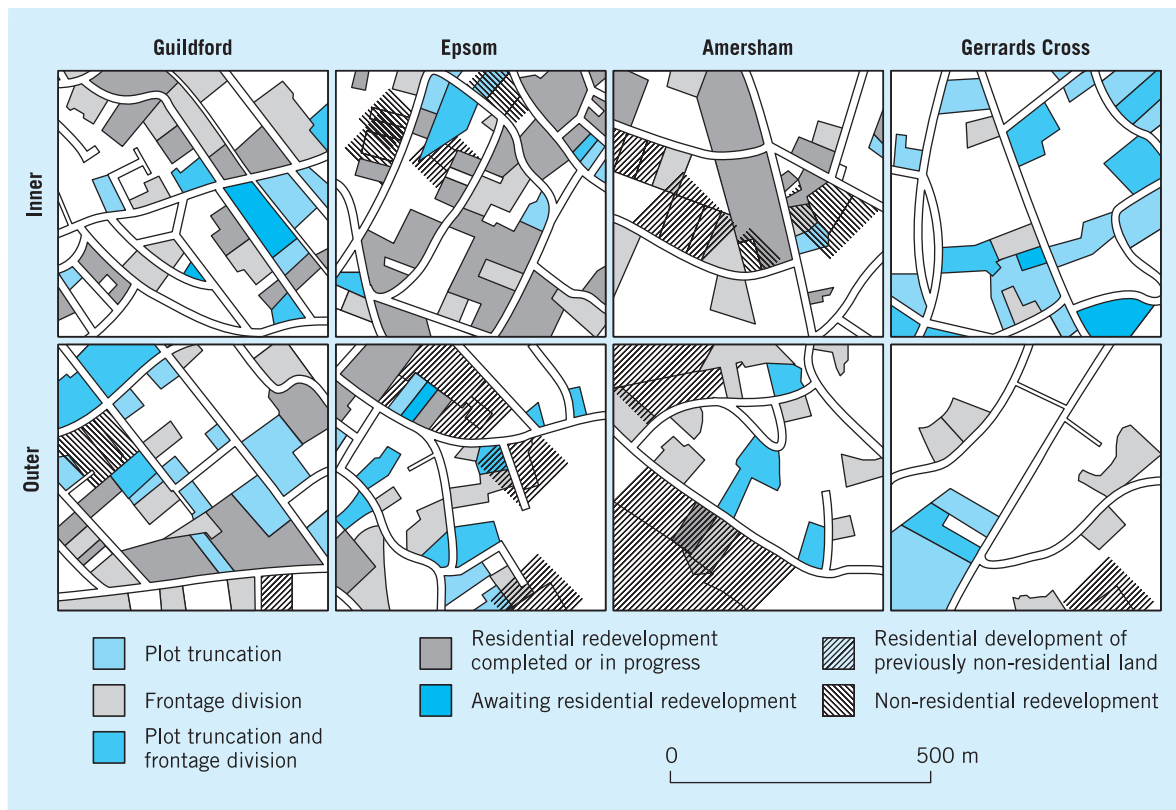 Guildford
Epsom
Amersham
Gerrards Cross
Inner
Outer
Plot truncation
Frontage division
Plot truncation and
frontage division
Residential redevelopment
completed or in progress
Awaiting residential redevelopment
Residential development of
previously non-residential land
Non-residential redevelopment
0
500 m